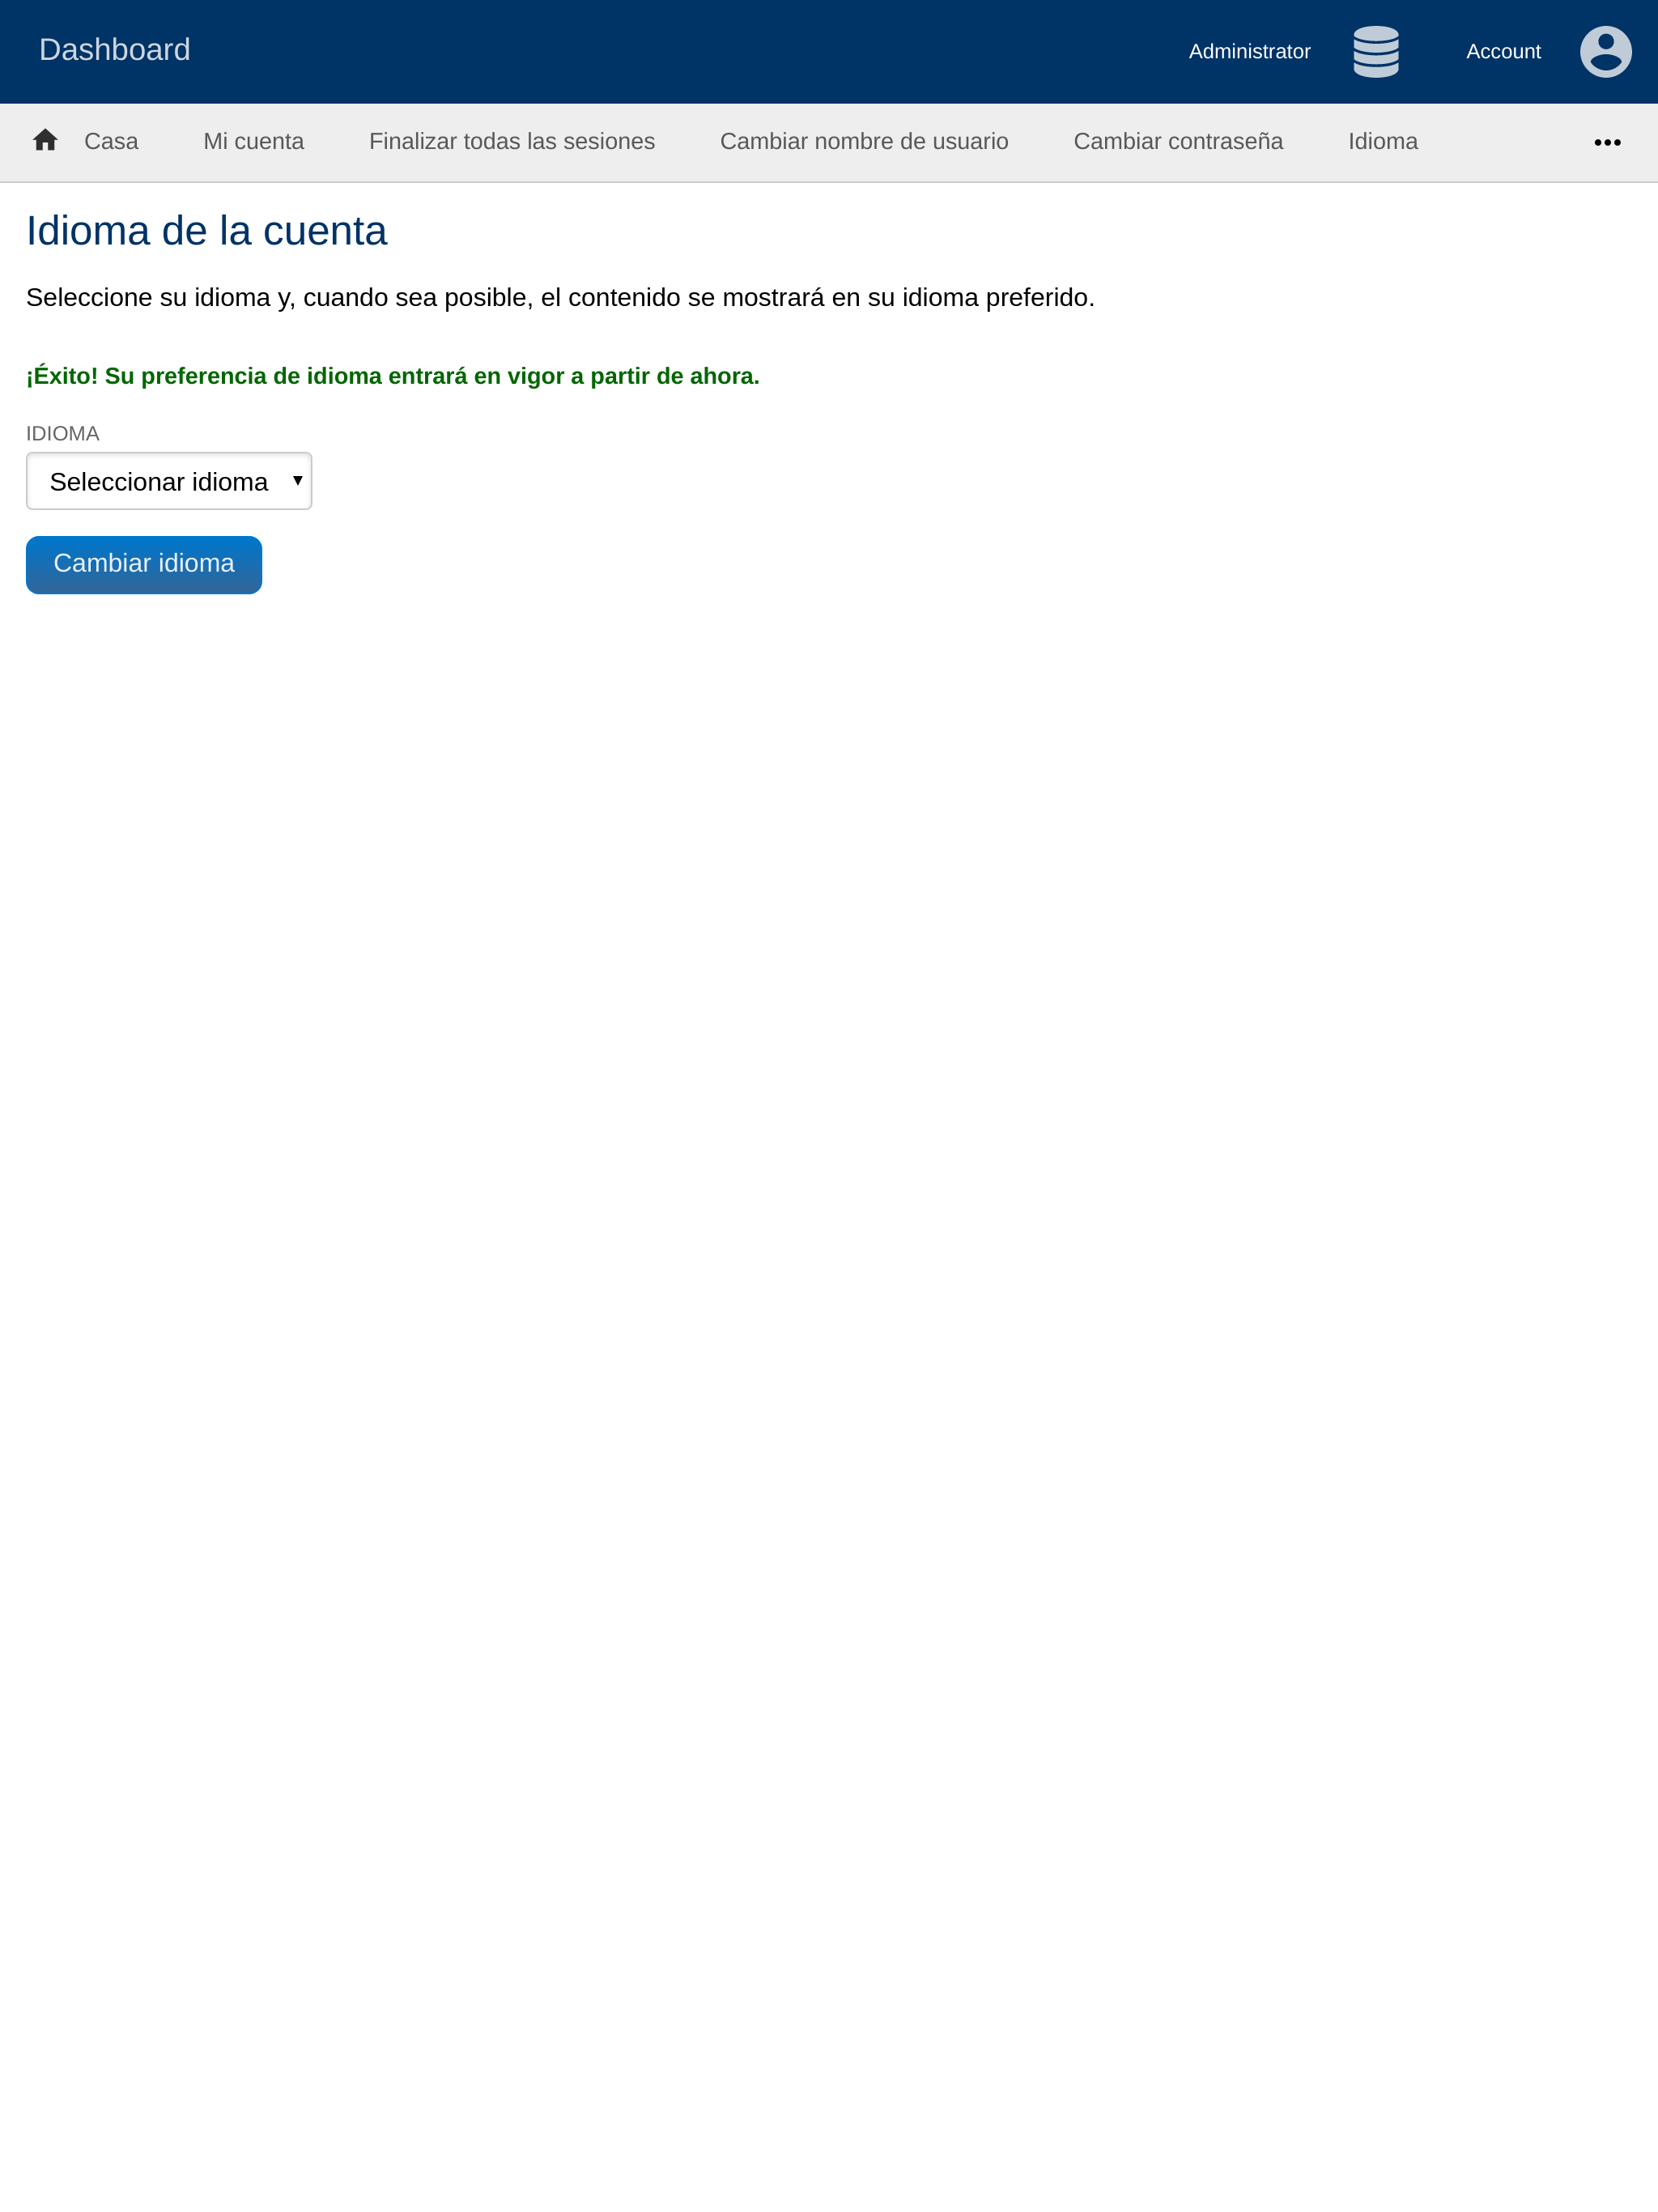 Dashboard
Administrator
Account
Casa
Mi cuenta
Finalizar todas las sesiones
Cambiar nombre de usuario
Cambiar contraseña
Idioma
Idioma de la cuenta
Seleccione su idioma y, cuando sea posible, el contenido se mostrará en su idioma preferido.
¡Éxito! Su preferencia de idioma entrará en vigor a partir de ahora.
IDIOMA
Seleccionar idioma
Cambiar idioma